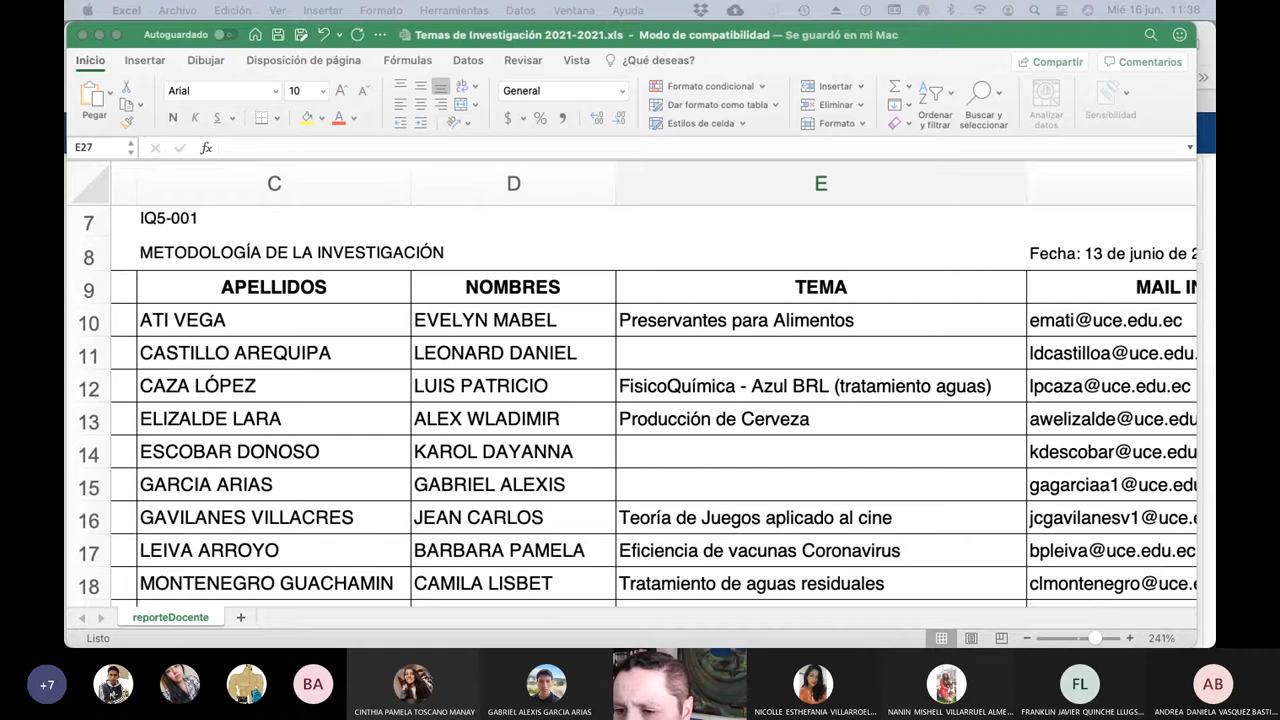 Excel Archivo Edición Ver Insertar Formato Herramientas Datos Ventana Ayuda Mié 16 jun. 11:38
Autoguardado Temas de Investigación 2021-2021.xls - Modo de compatibilidad — Se guardó en mi Mac
Inicio Insertar Dibujar Disposición de página Fórmulas Datos Revisar Vista ¿Qué deseas? Compartir Comentarios
Pegar Arial 10 General Formato condicional Insertar
Dar formato como tabla Eliminar
N K S Estilos de celda Formato
Ordenar y filtrar
Buscar y seleccionar
Analizar datos
Sensibilidad
E27 fx
C D E
7 IQ5-001
8 METODOLOGÍA DE LA INVESTIGACIÓN Fecha: 13 de junio de 2
9 APELLIDOS NOMBRES TEMA MAIL IN
10 ATI VEGA EVELYN MABEL Preservantes para Alimentos emati@uce.edu.ec
11 CASTILLO AREQUIPA LEONARD DANIEL ldcastilloa@uce.edu.
12 CAZA LÓPEZ LUIS PATRICIO FisicoQuímica - Azul BRL (tratamiento aguas) lpcaza@uce.edu.ec
13 ELIZALDE LARA ALEX WLADIMIR Producción de Cerveza awelizalde@uce.edu
14 ESCOBAR DONOSO KAROL DAYANNA kdescobar@uce.edu
15 GARCIA ARIAS GABRIEL ALEXIS gagarciaa1@uce.edu
16 GAVILANES VILLACRES JEAN CARLOS Teoría de Juegos aplicado al cine jcgavilanesv1@uce.e
17 LEIVA ARROYO BARBARA PAMELA Eficiencia de vacunas Coronavirus bpleiva@uce.edu.ec
18 MONTENEGRO GUACHAMIN CAMILA LISBET Tratamiento de aguas residuales clmontenegro@uce.e
reporteDocente +
Listo 241%
+7 BA FL AB
CINTHIA PAMELA TOSCANO MANAY GABRIEL ALEXIS GARCIA ARIAS NICOLLE ESTHEFANIA VILLARROEL... NANIN MISHELL VILLARRUEL ALME... FRANKLIN JAVIER QUINCHE LLUGS... ANDREA DANIELA VASQUEZ BASTI...